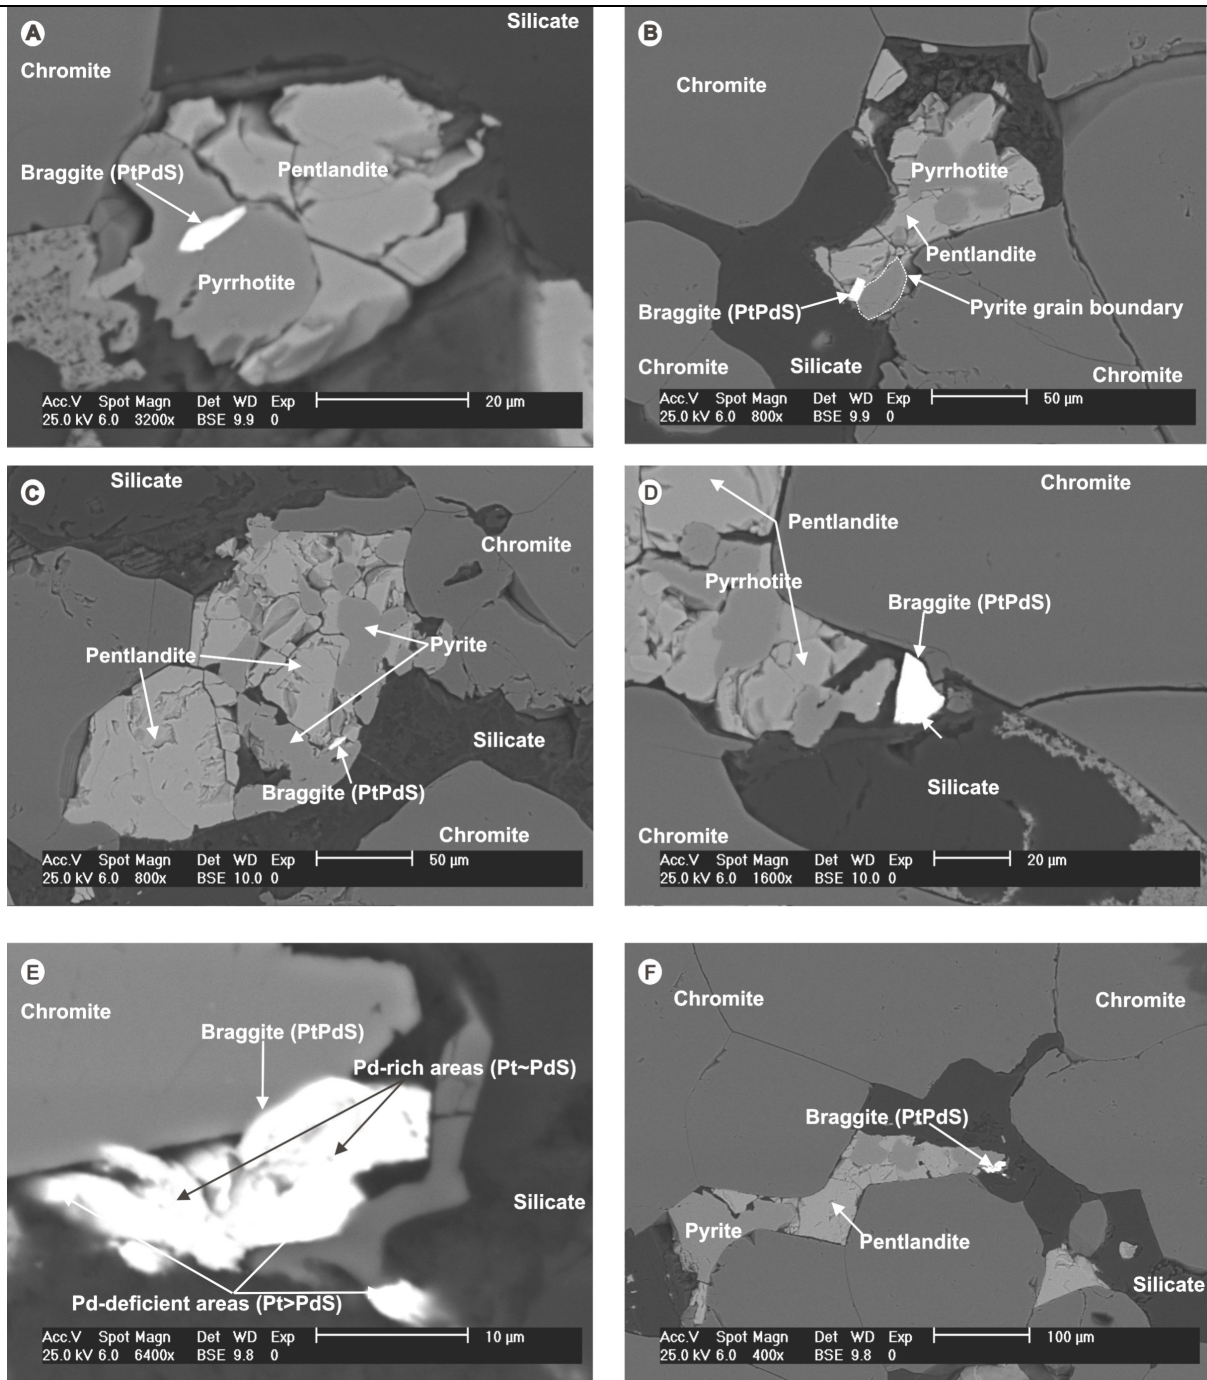 A
Silicate
Chromite
Braggite (PtPdS)
Pentlandite
Pyrrhotite
Acc.V Spot Magn Det WD Exp 20 µm
25.0 kV 6.0 3200x BSE 9.9 0
B
Chromite
Pyrrhotite
Pentlandite
Braggite (PtPdS)
Pyrite grain boundary
Chromite
Silicate
Chromite
Acc.V Spot Magn Det WD Exp 50 µm
25.0 kV 6.0 800x BSE 9.9 0
C
Silicate
Chromite
Pentlandite
Pyrite
Silicate
Braggite (PtPdS)
Chromite
Acc.V Spot Magn Det WD Exp 50 µm
25.0 kV 6.0 800x BSE 10.0 0
D
Chromite
Pentlandite
Pyrrhotite
Braggite (PtPdS)
Silicate
Chromite
Acc.V Spot Magn Det WD Exp 20 µm
25.0 kV 6.0 1600x BSE 10.0 0
E
Chromite
Braggite (PtPdS)
Pd-rich areas (Pt~PdS)
Silicate
Pd-deficient areas (Pt>PdS)
Acc.V Spot Magn Det WD Exp 10 µm
25.0 kV 6.0 6400x BSE 9.8 0
F
Chromite
Chromite
Braggite (PtPdS)
Pyrite
Pentlandite
Silicate
Acc.V Spot Magn Det WD Exp 100 µm
25.0 kV 6.0 400x BSE 9.8 0